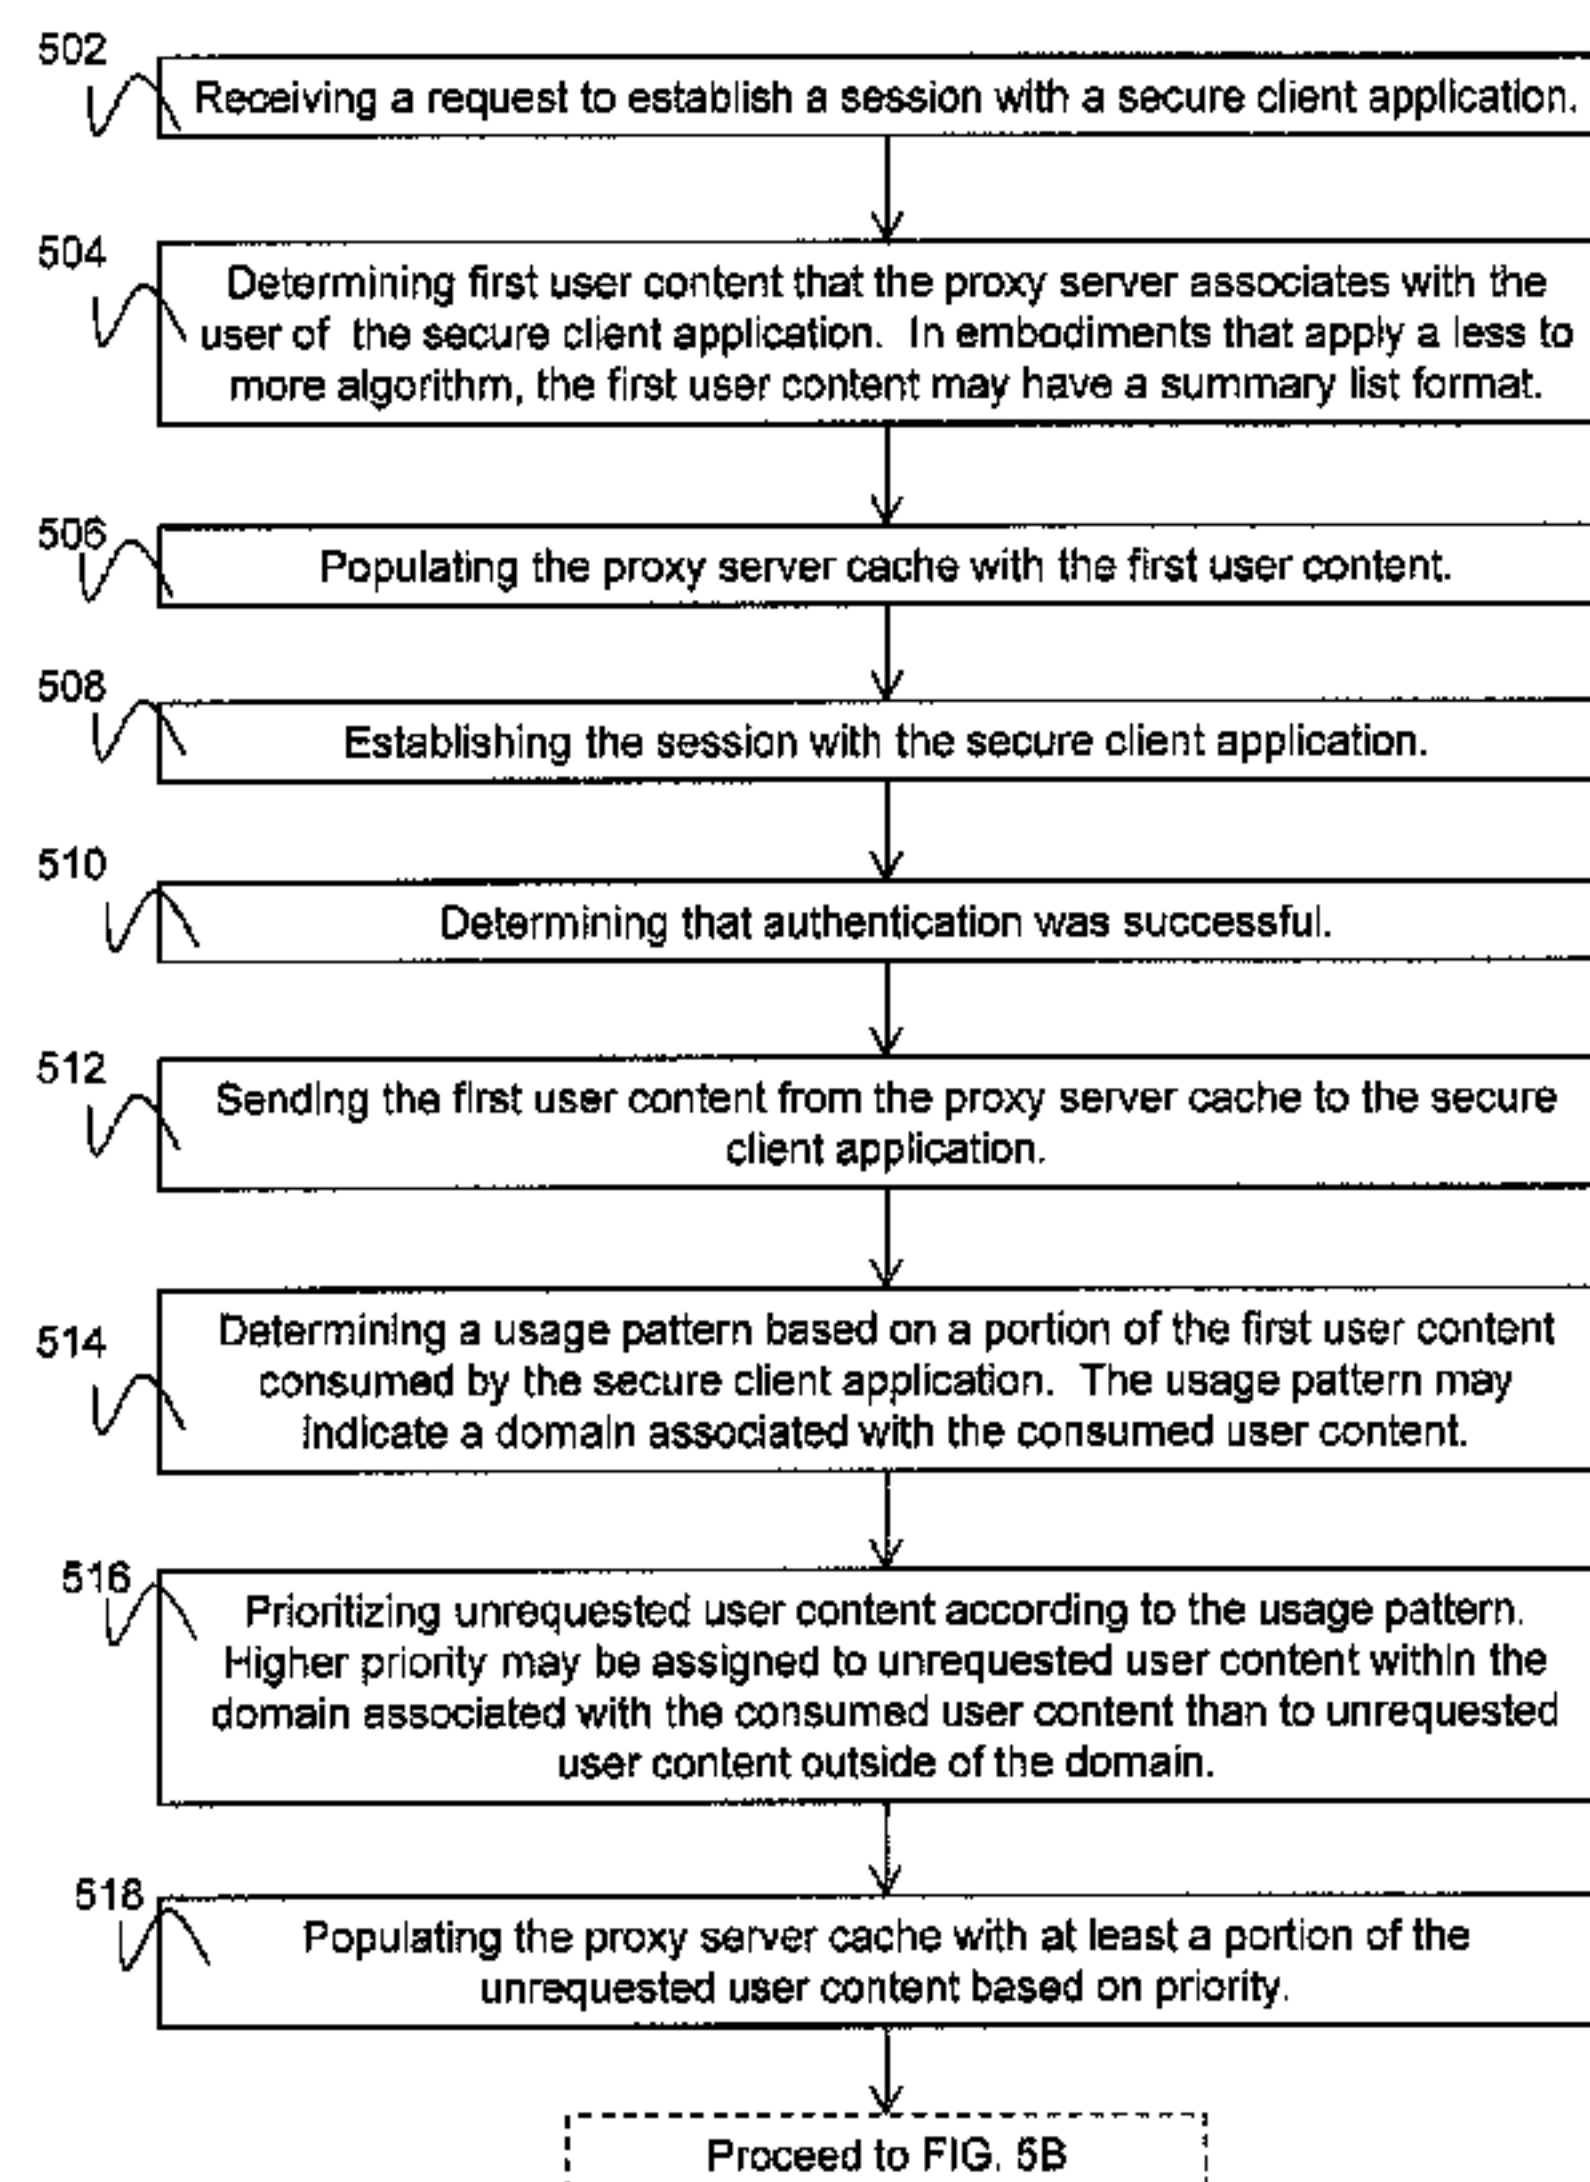 502
Receiving a request to establish a session with a secure client application.
504
Determining first user content that the proxy server associates with the
user of the secure client application. In embodiments that apply a less to
more algorithm, the first user content may have a summary list format.
506
Populating the proxy server cache with the first user content.
508
Establishing the session with the secure client application.
510
Determining that authentication was successful.
512
Sending the first user content from the proxy server cache to the secure
client application.
514
Determining a usage pattern based on a portion of the first user content
consumed by the secure client application. The usage pattern may
indicate a domain associated with the consumed user content.
516
Prioritizing unrequested user content according to the usage pattern.
Higher priority may be assigned to unrequested user content within the
domain associated with the consumed user content than to unrequested
user content outside of the domain.
518
Populating the proxy server cache with at least a portion of the
unrequested user content based on priority.
Proceed to FIG. 5B